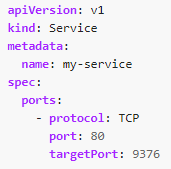 apiVersion: v1
kind: Service
metadata:
  name: my-service
spec:
  ports:
    - protocol: TCP
      port: 80
      targetPort: 9376